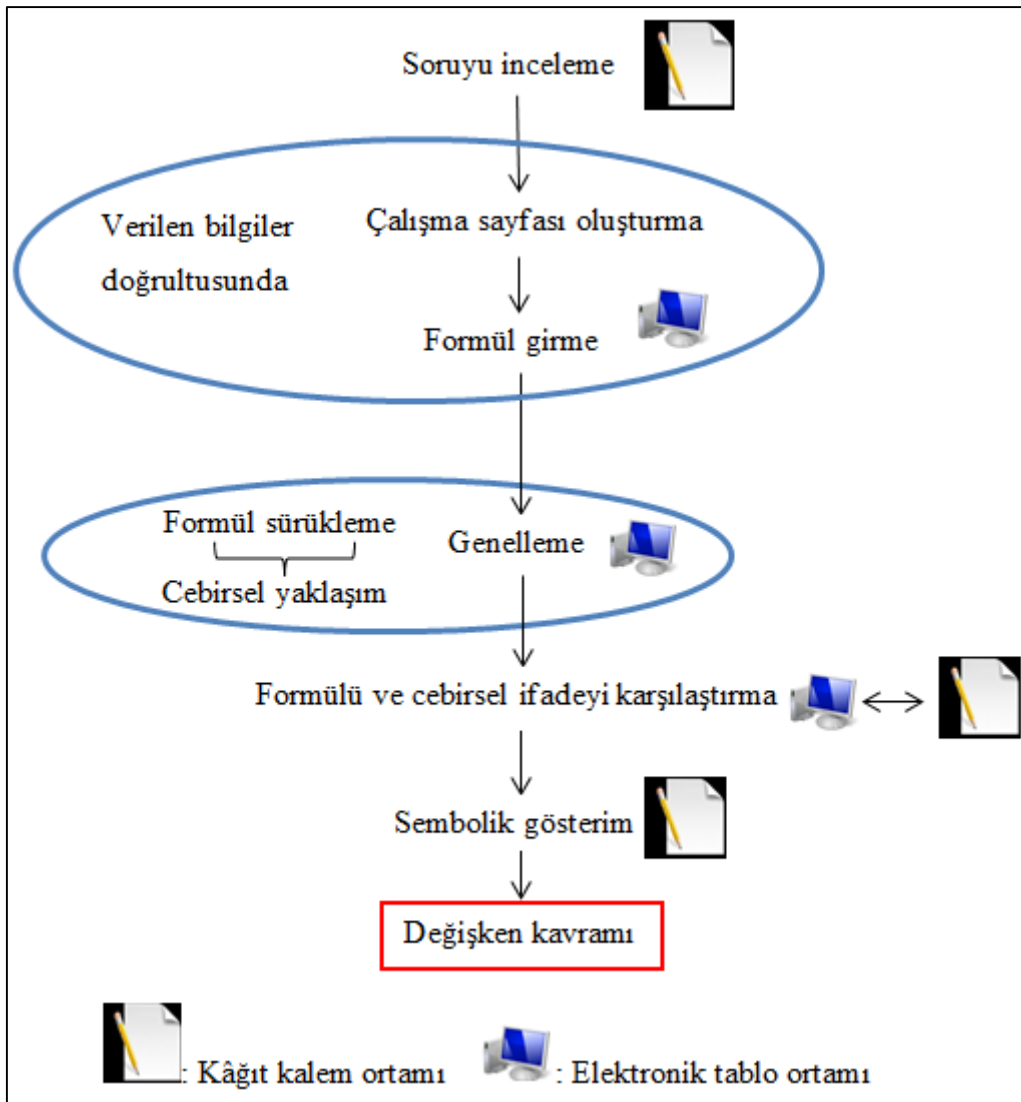 Soruyu inceleme
Verilen bilgiler
doğrultusunda
Çalışma sayfası oluşturma
Formül girme
Formül sürükleme
Cebirsel yaklaşım
Genelleme
Formülü ve cebirsel ifadeyi karşılaştırma
Sembolik gösterim
Değişken kavramı
: Kâğıt kalem ortamı
: Elektronik tablo ortamı